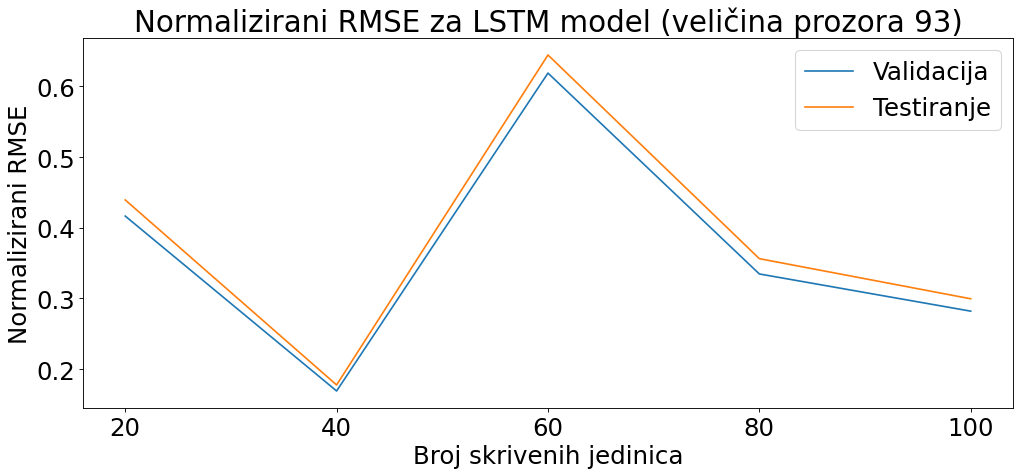 Normalizirani RMSE za LSTM model (veličina prozora 93)
Validacija
Testiranje
Normalizirani RMSE
0.6
0.5
0.4
0.3
0.2
20 40 60 80 100
Broj skrivenih jedinica